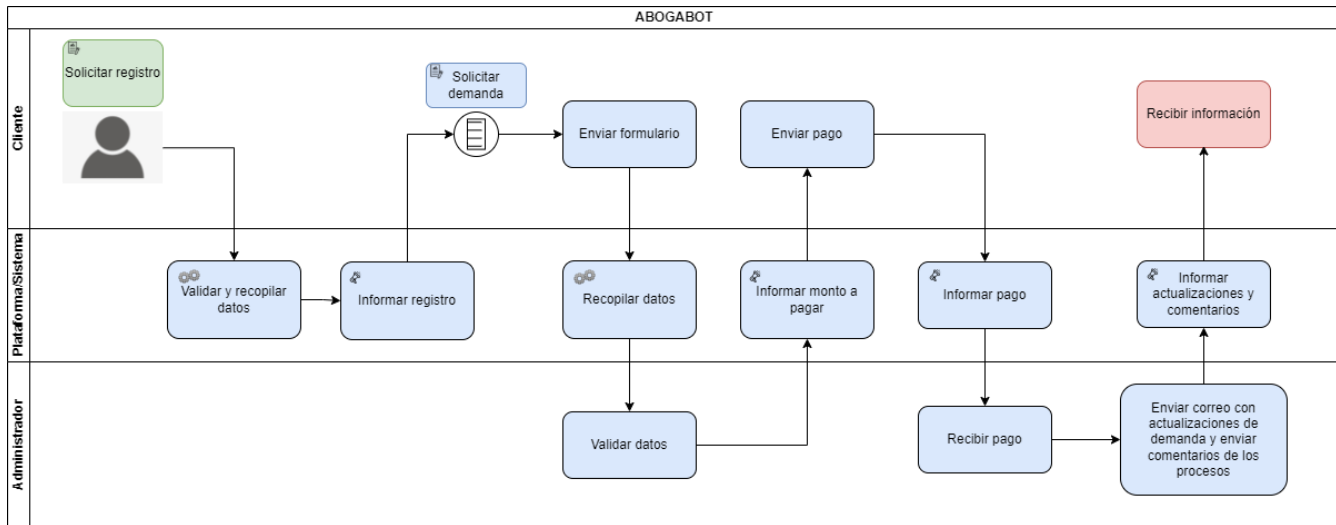 ABOGABOT
Cliente
Solicitar registro
Solicitar
demanda
Enviar formulario
Enviar pago
Recibir información
Plataforma/Sistema
Validar y recopilar
datos
Informar registro
Recopilar datos
Informar monto a
pagar
Informar pago
Informar
actualizaciones y
comentarios
Administrador
Validar datos
Recibir pago
Enviar correo con
actualizaciones de
demanda y enviar
comentarios de los
procesos